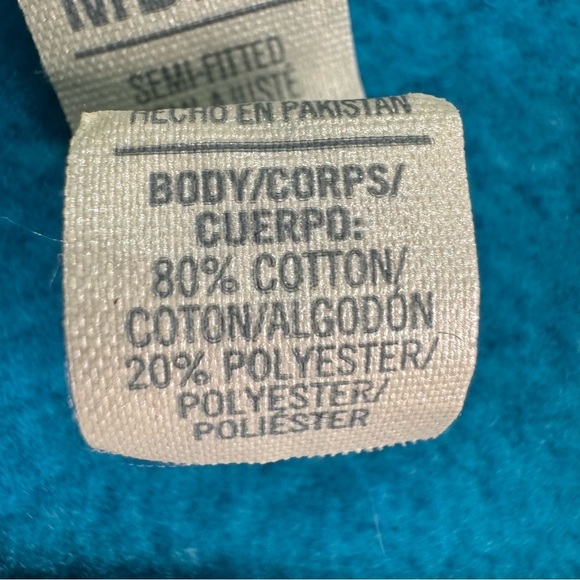 SEMI-FITTED
HECHO EN PAKISTAN
BODY/CORPS/
CUERPO:
80% COTTON/
COTON/ALGODÓN
20% POLYESTER/
POLYESTER/
POLIÉSTER